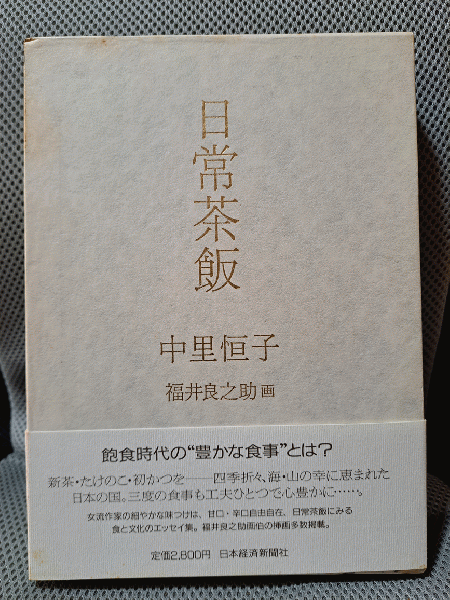 日常茶飯
中里恒子
福井良之助 画
飽食時代の“豊かな食事”とは?
新茶・たけのこ・初かつを——四季折々、海・山の幸に恵まれた
日本の国。三度の食事も工夫ひとつで心豊かに……。
女流作家の細やかな味つけは、甘口・辛口自由自在、日常茶飯にみる
食と文化のエッセイ集。福井良之助画伯の挿画多数掲載。
定価2,800円 日本経済新聞社